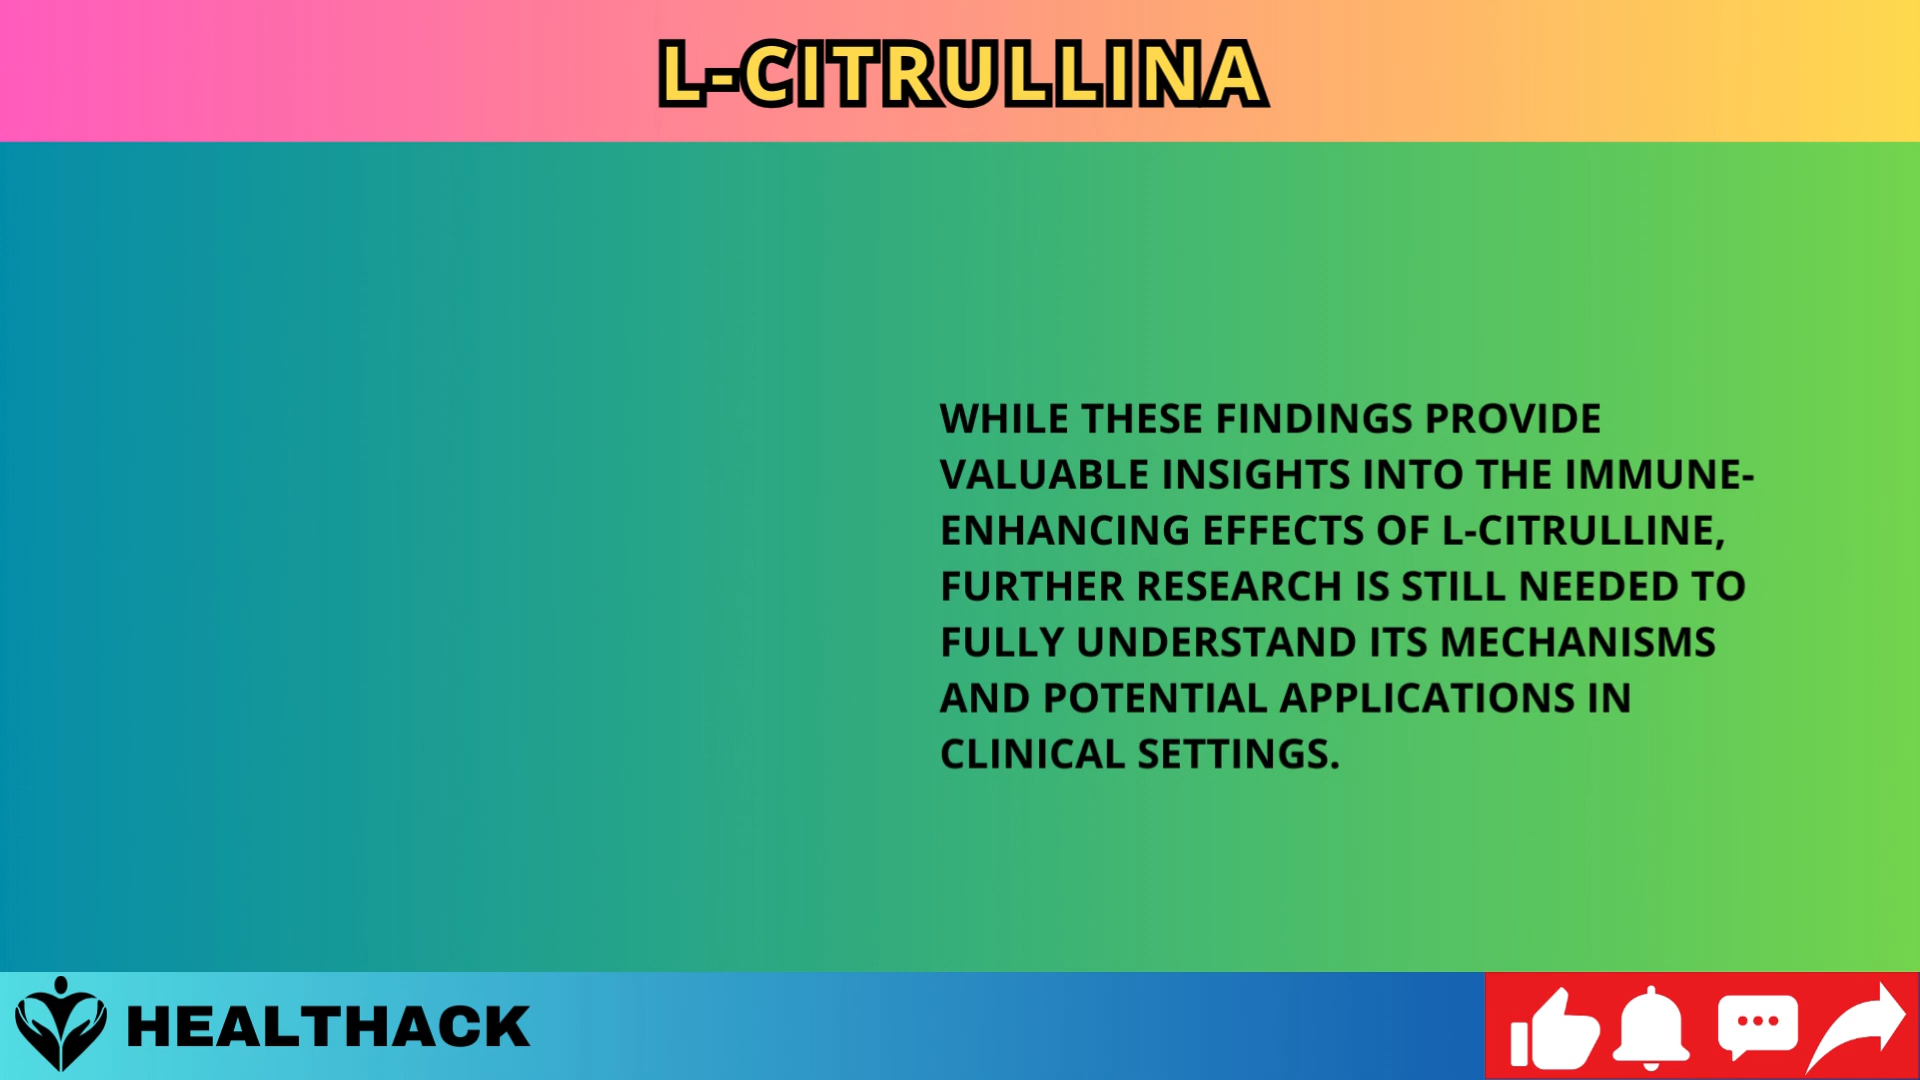 L-CITRULLINA
WHILE THESE FINDINGS PROVIDE
VALUABLE INSIGHTS INTO THE IMMUNE-
ENHANCING EFFECTS OF L-CITRULLINE,
FURTHER RESEARCH IS STILL NEEDED TO
FULLY UNDERSTAND ITS MECHANISMS
AND POTENTIAL APPLICATIONS IN
CLINICAL SETTINGS.
HEALTHACK